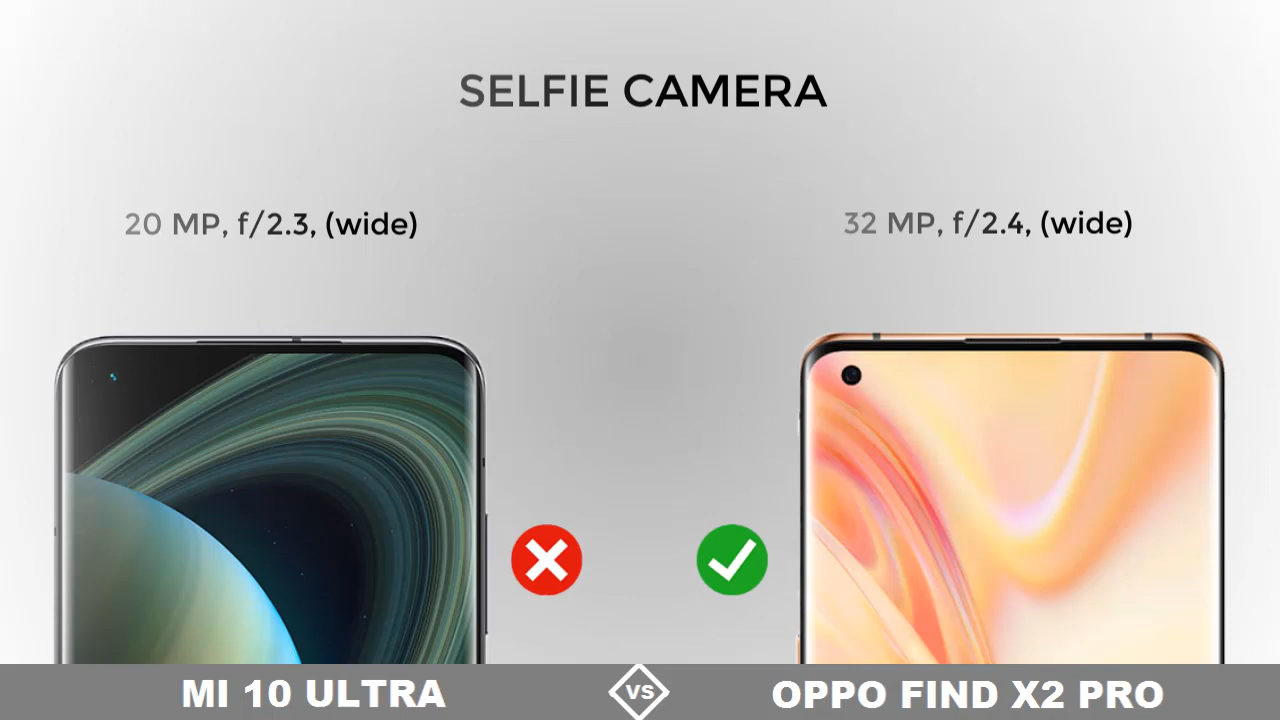 SELFIE CAMERA
20 MP, f/2.3, (wide)
32 MP, f/2.4, (wide)
MI 10 ULTRA
VS
OPPO FIND X2 PRO